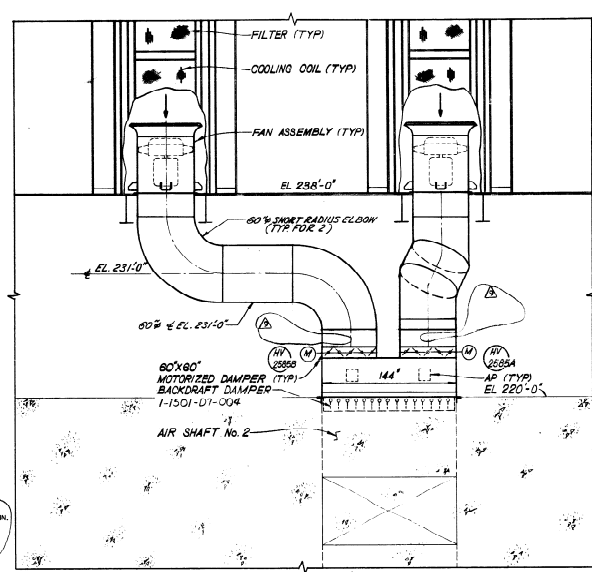 FILTER (TYP)
COOLING COIL (TYP)
FAN ASSEMBLY (TYP)
EL 238'-0"
60"φ SHORT RADIUS ELBOW
(TYP. FOR 2)
℄ EL. 231'-0"
60"φ ℄ EL. 231'-0"
HV
2585B
M
M
HV
2585A
60"X60"
MOTORIZED DAMPER (TYP)
BACKDRAFT DAMPER
1-1501-D7-004
144"
AP (TYP)
EL 220'-0"
AIR SHAFT No. 2
IN.